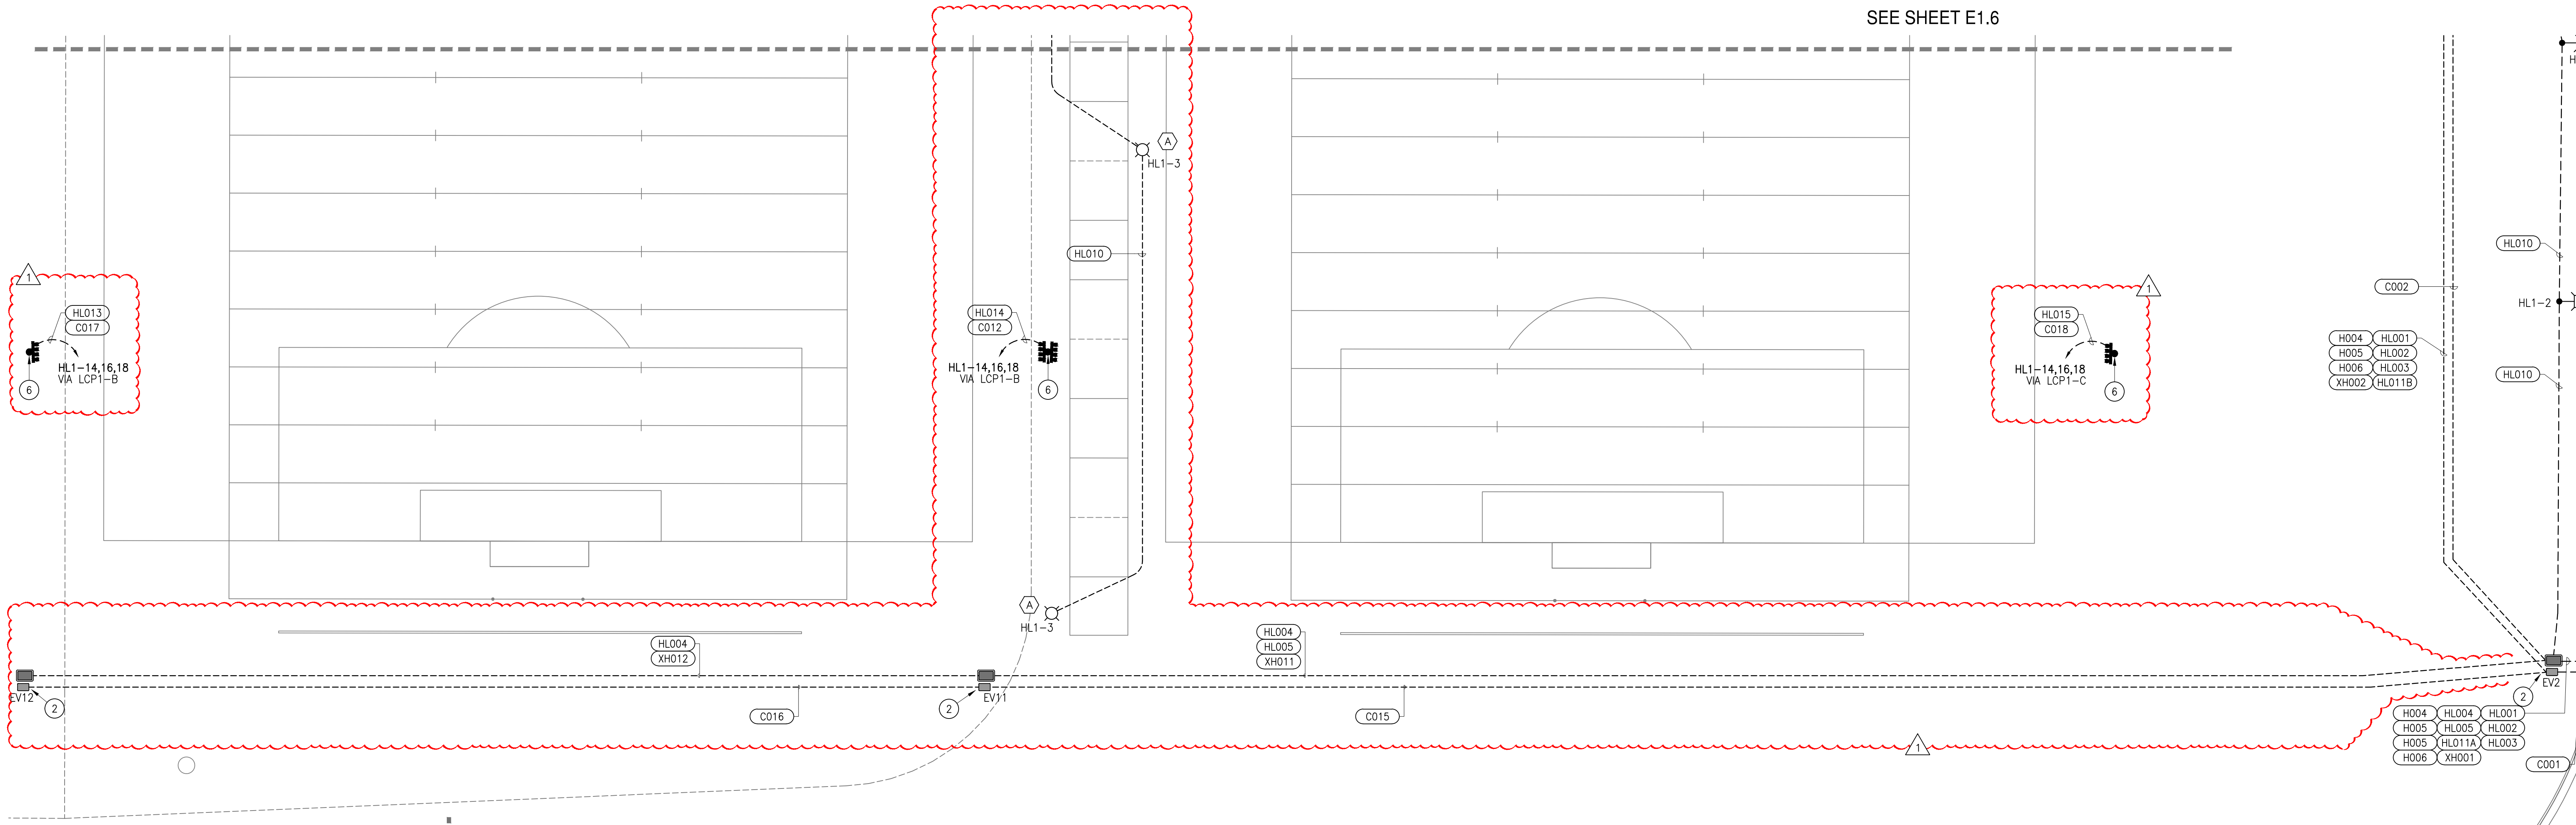 SEE SHEET E1.6
H
A
HL1-3
HL010
HL010
1
HL013
C017
HL1-14,16,18
VIA LCP1-B
6
HL014
C012
HL1-14,16,18
VIA LCP1-B
6
1
HL015
C018
HL1-14,16,18
VIA LCP1-C
6
C002
HL1-2
H004 HL001
H005 HL002
H006 HL003
XH002 HL011B
HL010
A
HL1-3
HL004
XH012
HL004
HL005
XH011
EV12
2
C016
2
EV11
C015
EV2
2
H004 HL004 HL001
H005 HL005 HL002
H005 HL011A HL003
H006 XH001
1
C001